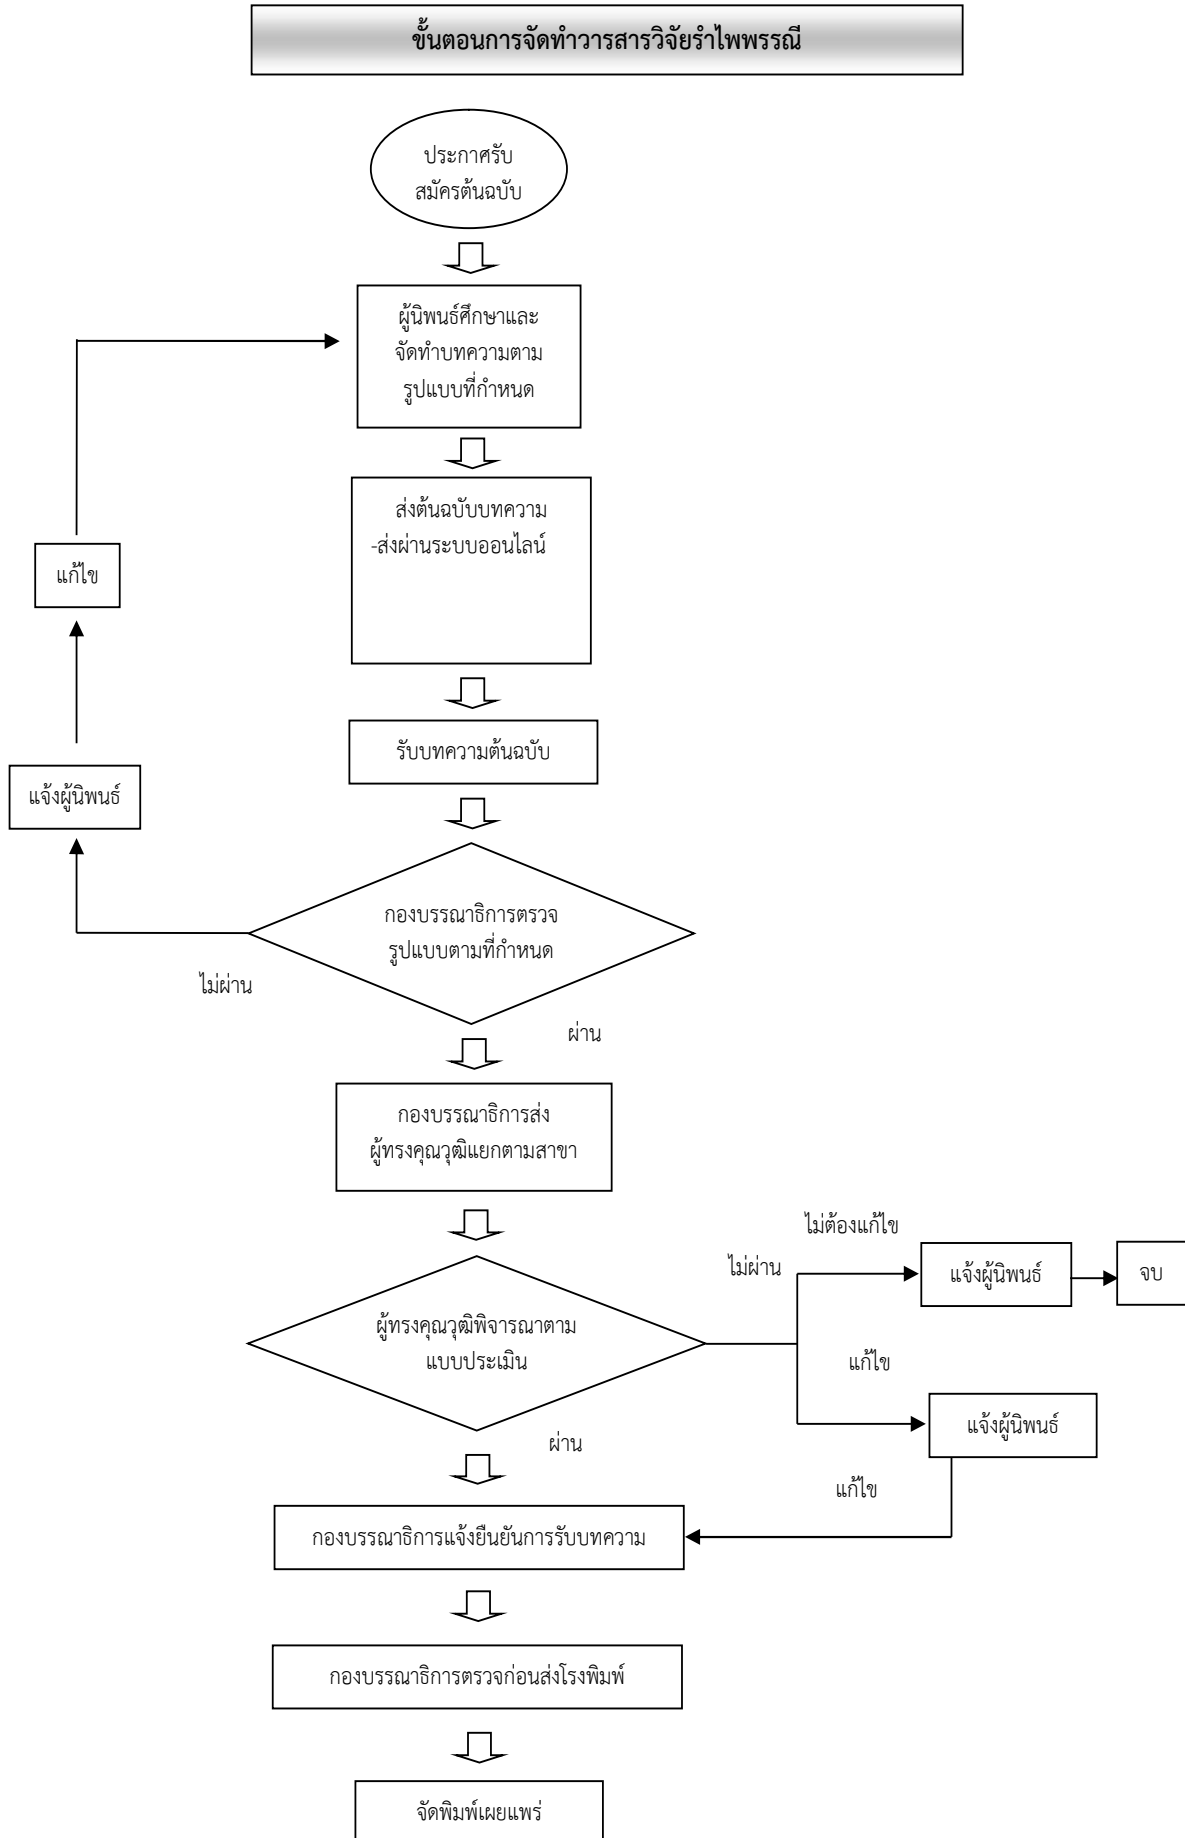 ขั้นตอนการจัดทำวารสารวิจัยรำไพพรรณี
ประกาศรับ
สมัครต้นฉบับ
ผู้นิพนธ์ศึกษาและ
จัดทำบทความตาม
รูปแบบที่กำหนด
ส่งต้นฉบับบทความ
-ส่งผ่านระบบออนไลน์
แก้ไข
รับบทความต้นฉบับ
แจ้งผู้นิพนธ์
กองบรรณาธิการตรวจ
รูปแบบตามที่กำหนด
ไม่ผ่าน
ผ่าน
กองบรรณาธิการส่ง
ผู้ทรงคุณวุฒิแยกตามสาขา
ไม่ต้องแก้ไข
ไม่ผ่าน
แจ้งผู้นิพนธ์
จบ
ผู้ทรงคุณวุฒิพิจารณาตาม
แบบประเมิน
แก้ไข
แจ้งผู้นิพนธ์
ผ่าน
แก้ไข
กองบรรณาธิการแจ้งยืนยันการรับบทความ
กองบรรณาธิการตรวจก่อนส่งโรงพิมพ์
จัดพิมพ์เผยแพร่